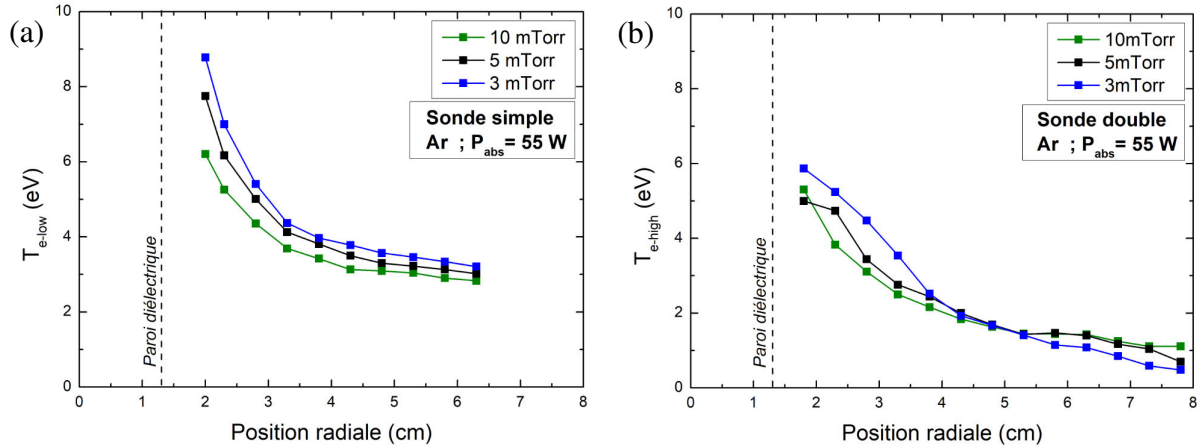 (a)
10 mTorr
5 mTorr
3 mTorr
Sonde simple
Ar ; Pabs= 55 W
Te-low (eV)
10
8
6
4
2
0
Paroi diélectrique
0 1 2 3 4 5 6 7 8
Position radiale (cm)
(b)
10mTorr
5mTorr
3mTorr
Sonde double
Ar ; Pabs= 55 W
Te-high (eV)
10
8
6
4
2
0
Paroi diélectrique
0 1 2 3 4 5 6 7 8
Position radiale (cm)